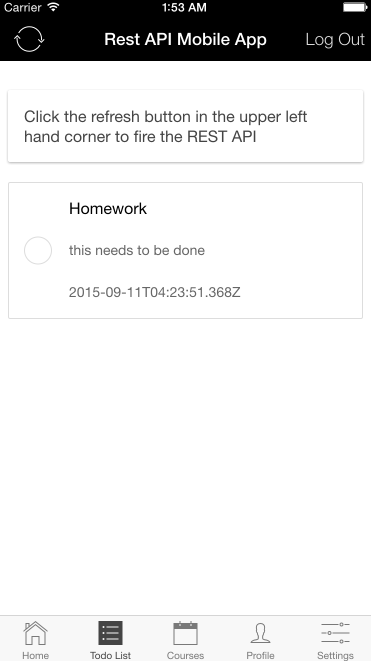 Carrier 1:53 AM
Rest API Mobile App Log Out
Click the refresh button in the upper left
hand corner to fire the REST API
Homework
this needs to be done
2015-09-11T04:23:51.368Z
Home Todo List Courses Profile Settings